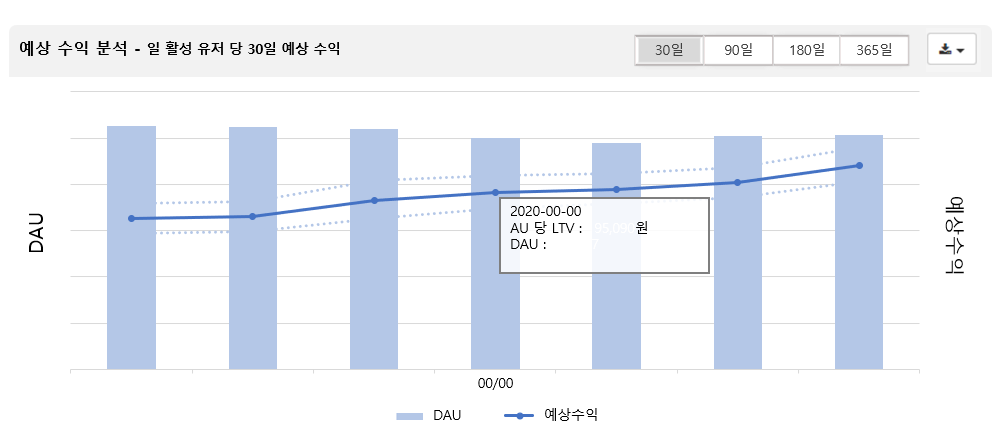 예상 수익 분석 - 일 활성 유저 당 30일 예상 수익
30일 90일 180일 365일
DAU
예상수익
2020-00-00
AU 당 LTV : 원
DAU :
00/00
DAU 예상수익